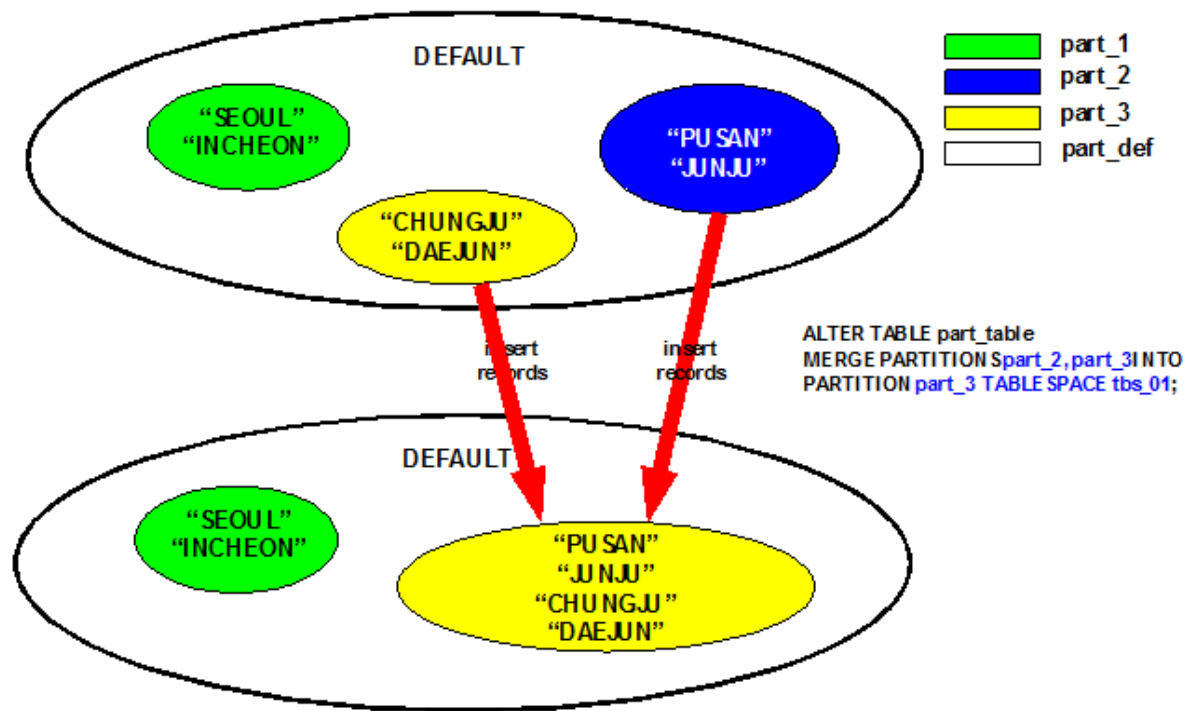 DEFAULT
“SEOUL”
“INCHEON”
“PUSAN”
“JUNJU”
“CHUNGJU”
“DAEJUN”
part_1
part_2
part_3
part_def
insert
records
insert
records
ALTER TABLE part_table
MERGE PARTITIONS part_2, part_3 INTO
PARTITION part_3 TABLESPACE tbs_01;
DEFAULT
“SEOUL”
“INCHEON”
“PUSAN”
“JUNJU”
“CHUNGJU”
“DAEJUN”